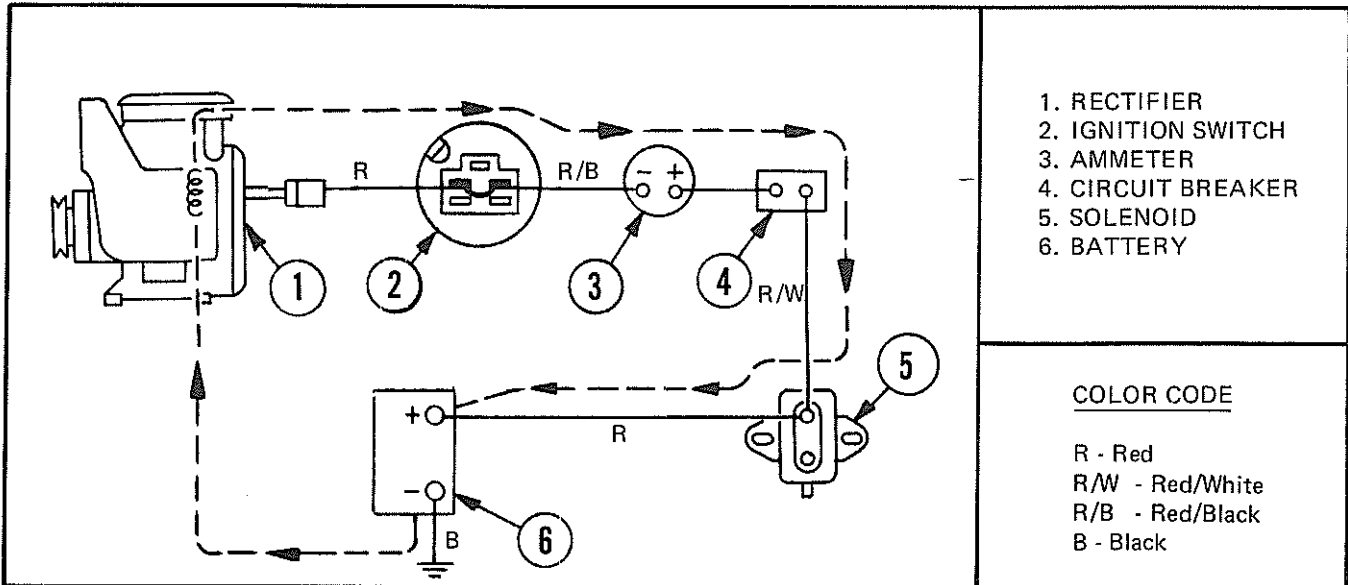 R
R/B
- +
1
2
3
4
R/W
5
+
R
-
B
6
1. RECTIFIER
2. IGNITION SWITCH
3. AMMETER
4. CIRCUIT BREAKER
5. SOLENOID
6. BATTERY
COLOR CODE
R - Red
R/W - Red/White
R/B - Red/Black
B - Black